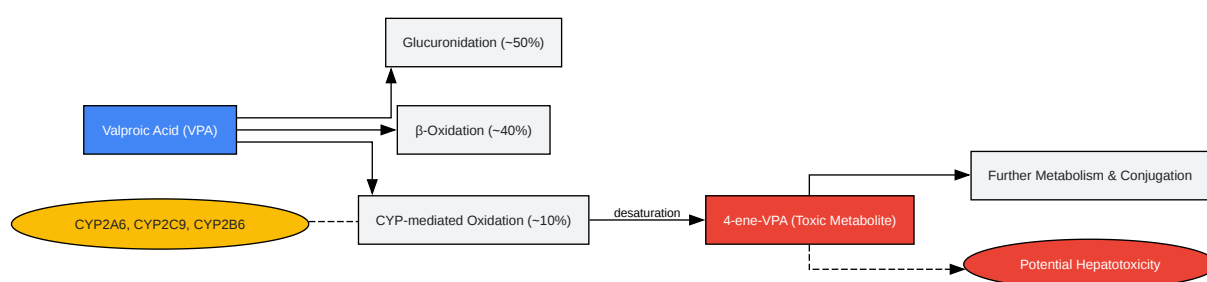 Glucuronidation (~50%)
Valproic Acid (VPA)
β-Oxidation (~40%)
Further Metabolism & Conjugation
CYP2A6, CYP2C9, CYP2B6
CYP-mediated Oxidation (~10%)
desaturation
4-ene-VPA (Toxic Metabolite)
Potential Hepatotoxicity